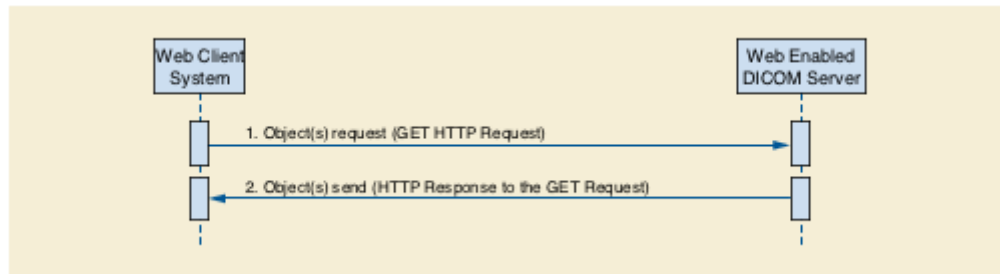 Web Client
System
Web Enabled
DICOM Server
1. Object(s) request (GET HTTP Request)
2. Object(s) send (HTTP Response to the GET Request)